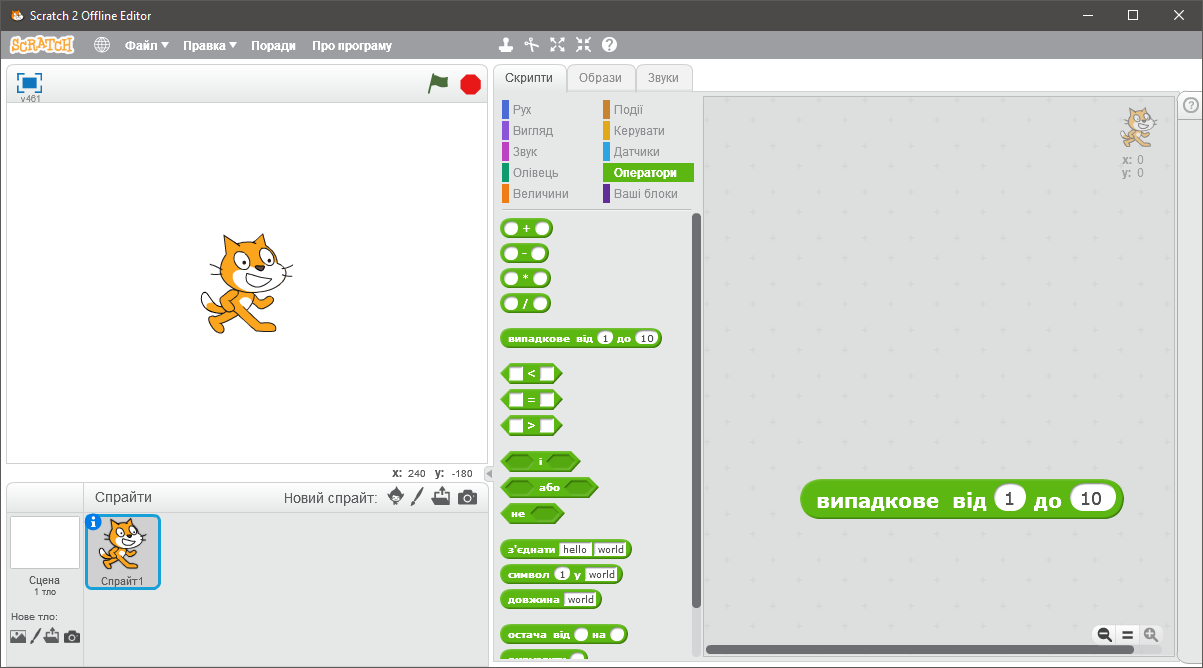 Scratch 2 Offline Editor
SCRATCH Файл Правка Поради Про програму
v461
Скрипти Образи Звуки
Рух Події
Вигляд Керувати
Звук Датчики
Олівець Оператори
Величини Ваші блоки
+
-
*
/
випадкове від 1 до 10
<
=
>
і
або
не
з'єднати hello world
символ 1 у world
довжина world
остача від на
x: 0
y: 0
випадкове від 1 до 10
=
x: 240 y: -180
Спрайти Новий спрайт:
Сцена
1 тло
Нове тло:
Спрайт1